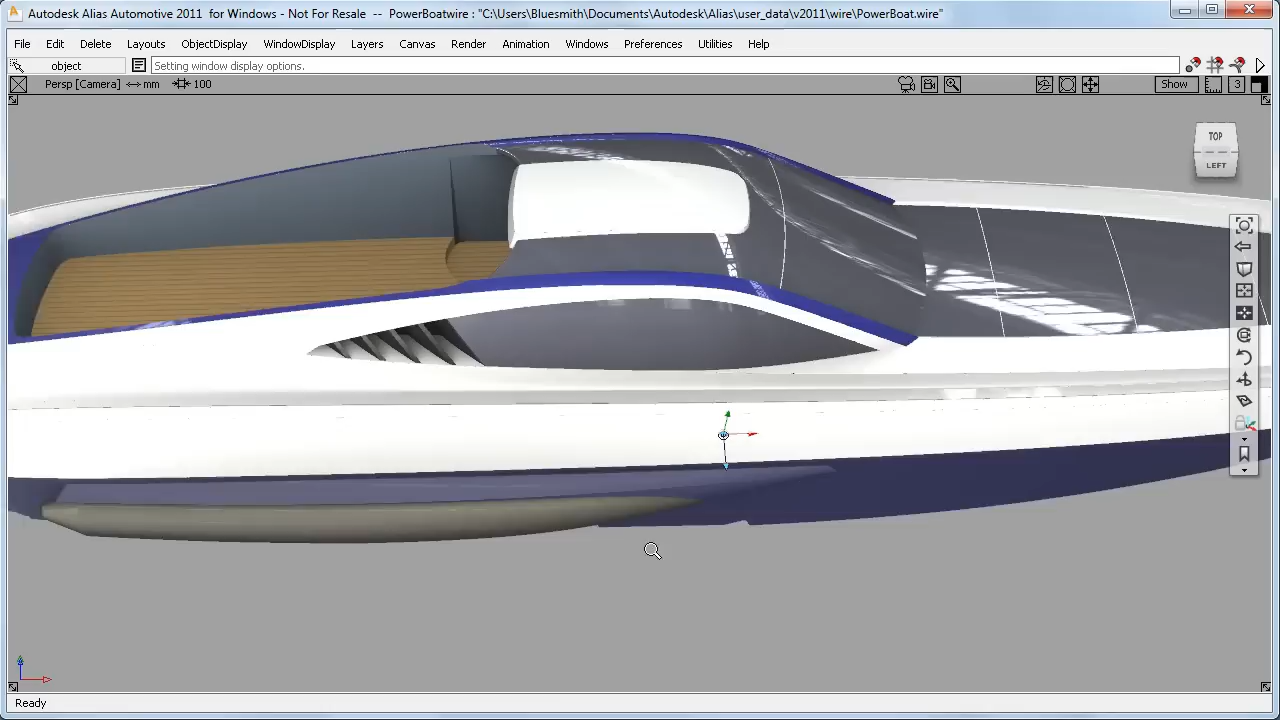 Autodesk Alias Automotive 2011 for Windows - Not For Resale -- PowerBoat.wire : "C:\Users\Bluesmith\Documents\Autodesk\Alias\user_data\v2011\wire\PowerBoat.wire"
File Edit Delete Layouts ObjectDisplay WindowDisplay Layers Canvas Render Animation Windows Preferences Utilities Help
object Setting window display options.
Persp [Camera] mm 100 Show 3
TOP
LEFT
Ready